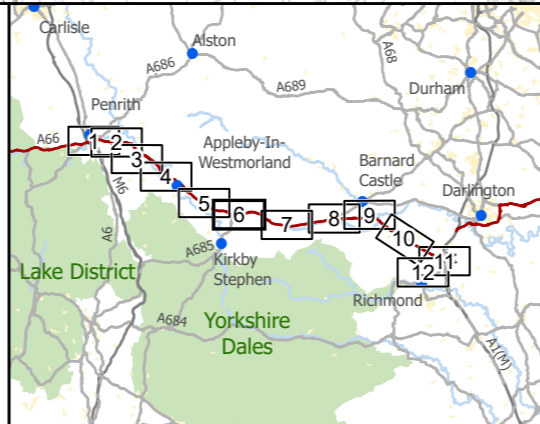 Carlisle
Alston
A68
A686
A689
Durham
Penrith
A66
1
2
3
Appleby-In-
Westmorland
Barnard
Castle
4
M6
Darlington
5
6
7
8
9
10
A6
A685
Kirkby
Stephen
11
12
Lake District
Richmond
A684
Yorkshire
Dales
A1(M)